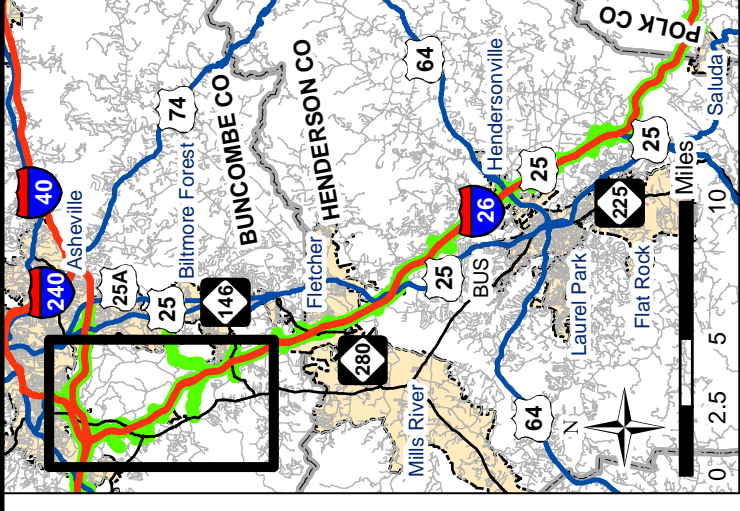 POLK CO
64
74
BUNCOMBE CO
HENDERSON CO
40
Asheville
240
25A
Biltmore Forest
25
146
Fletcher
Hendersonville
25
26
25
Saluda
225
25
BUS
280
Mills River
Laurel Park
Flat Rock
64
N
Miles
0
2.5
5
10